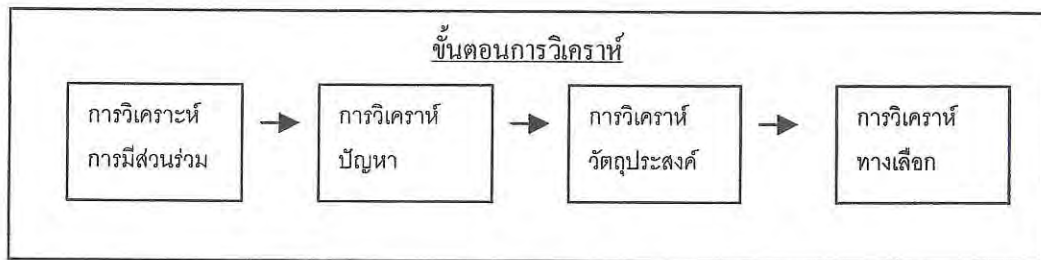 ขั้นตอนการวิเคราห์
การวิเคราะห์
การมีส่วนร่วม
การวิเคราห์
ปัญหา
การวิเคราห์
วัตถุประสงค์
การวิเคราห์
ทางเลือก